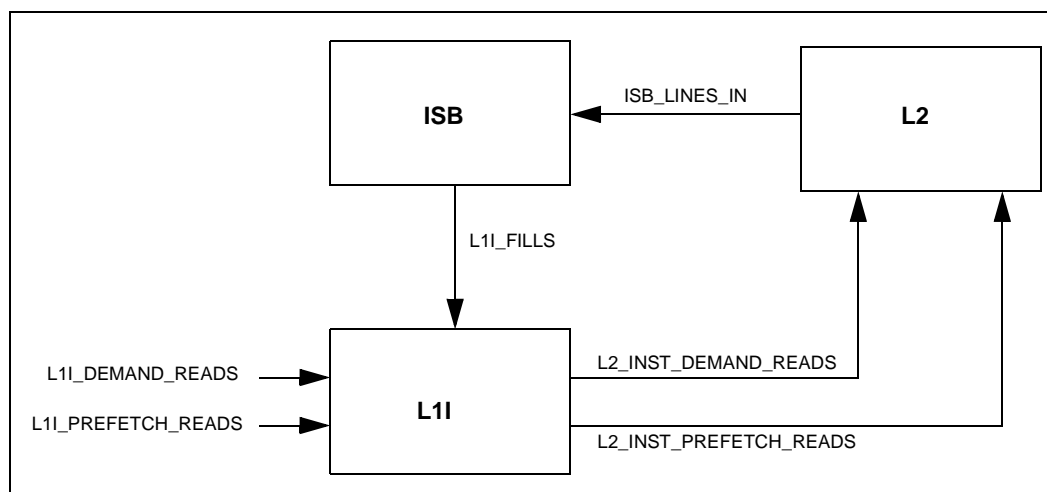 ISB
ISB_LINES_IN
L2
L1I_FILLS
L1I_DEMAND_READS
L1I_PREFETCH_READS
L1I
L2_INST_DEMAND_READS
L2_INST_PREFETCH_READS